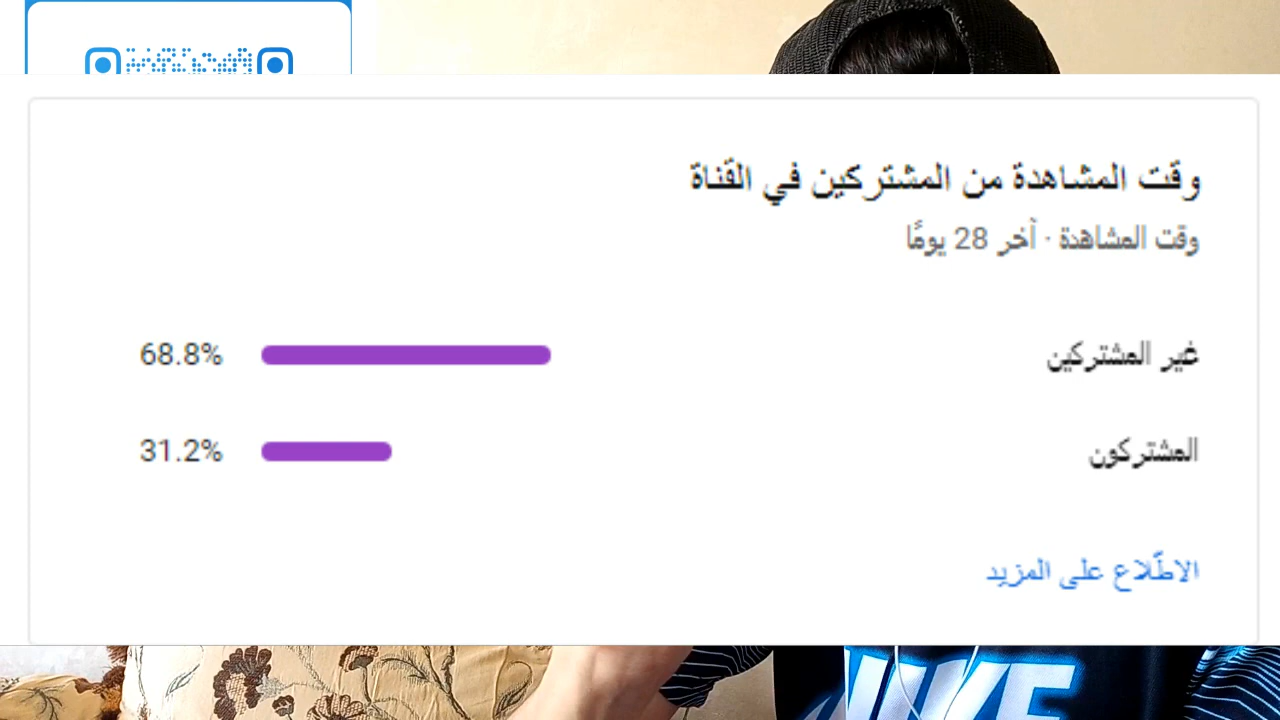 وقت المشاهدة من المشتركين في القناة
وقت المشاهدة · آخر 28 يومًا
غير المشتركين 68.8%
المشتركون 31.2%
الاطّلاع على المزيد
NIKE